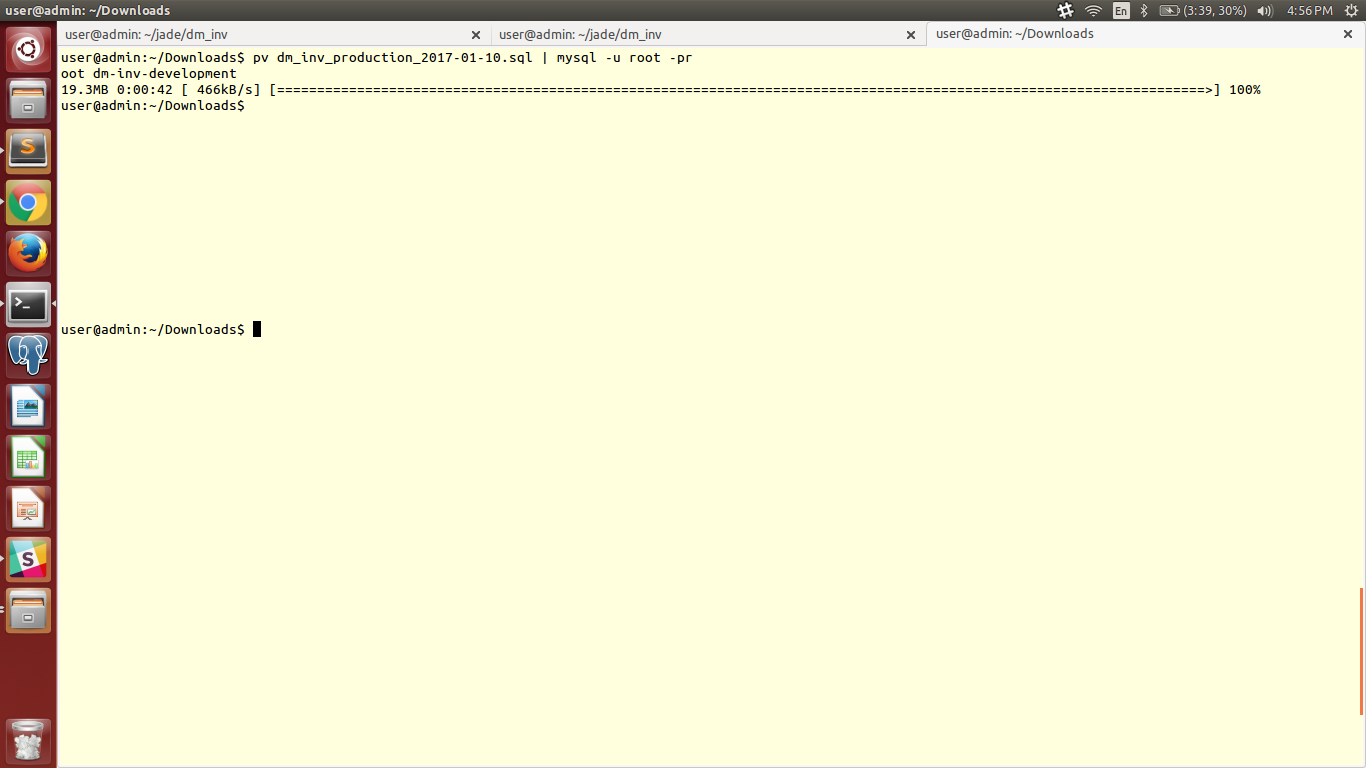 user@admin: ~/Downloads
En
(3:39, 30%)
4:56 PM
user@admin: ~/jade/dm_inv
user@admin: ~/jade/dm_inv
user@admin: ~/Downloads
user@admin:~/Downloads$ pv dm_inv_production_2017-01-10.sql | mysql -u root -pr
oot dm-inv-development
19.3MB 0:00:42 [ 466kB/s] [====================================================================================================================>] 100%
user@admin:~/Downloads$
user@admin:~/Downloads$